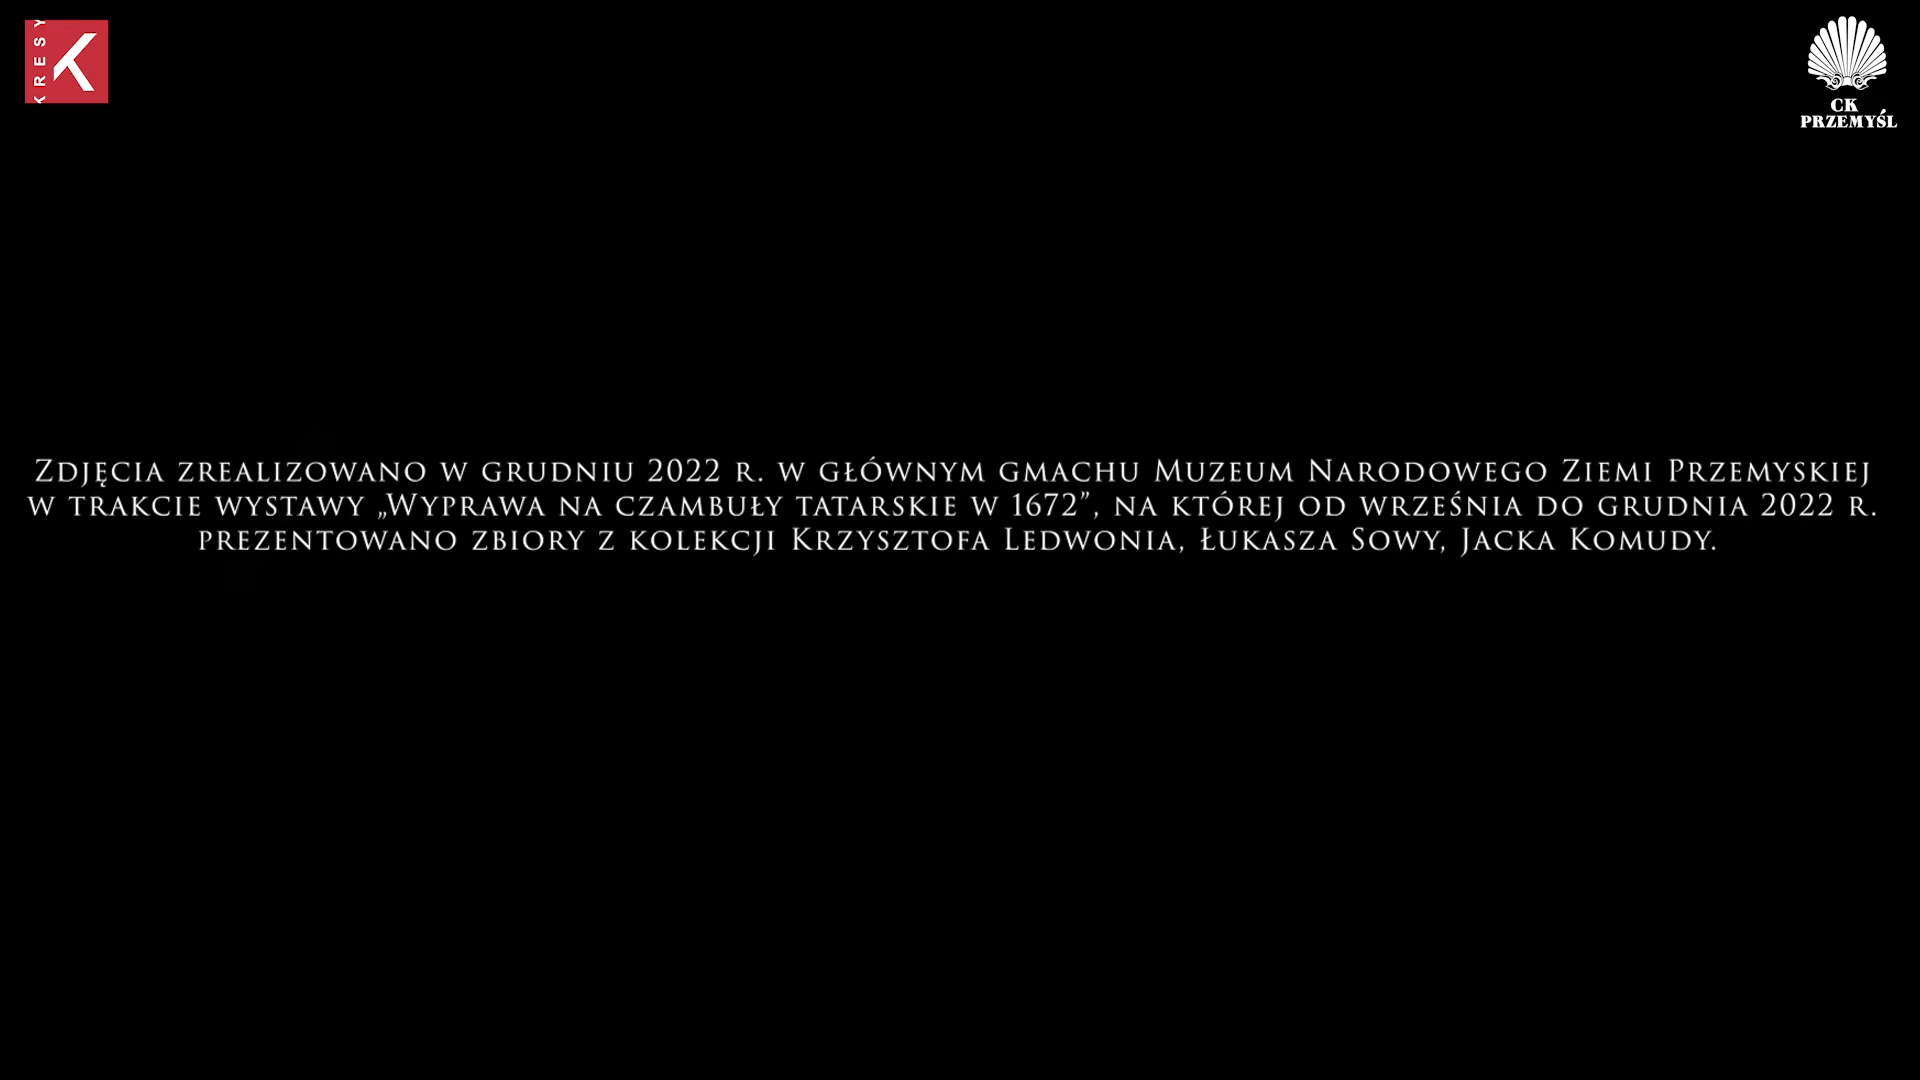 KRESY
K
CK
PRZEMYŚL
Zdjęcia zrealizowano w grudniu 2022 r. w głównym gmachu Muzeum Narodowego Ziemi Przemyskiej
w trakcie wystawy „Wyprawa na czambuły tatarskie w 1672”, na której od września do grudnia 2022 r.
prezentowano zbiory z kolekcji Krzysztofa Ledwonia, Łukasza Sowy, Jacka Komudy.